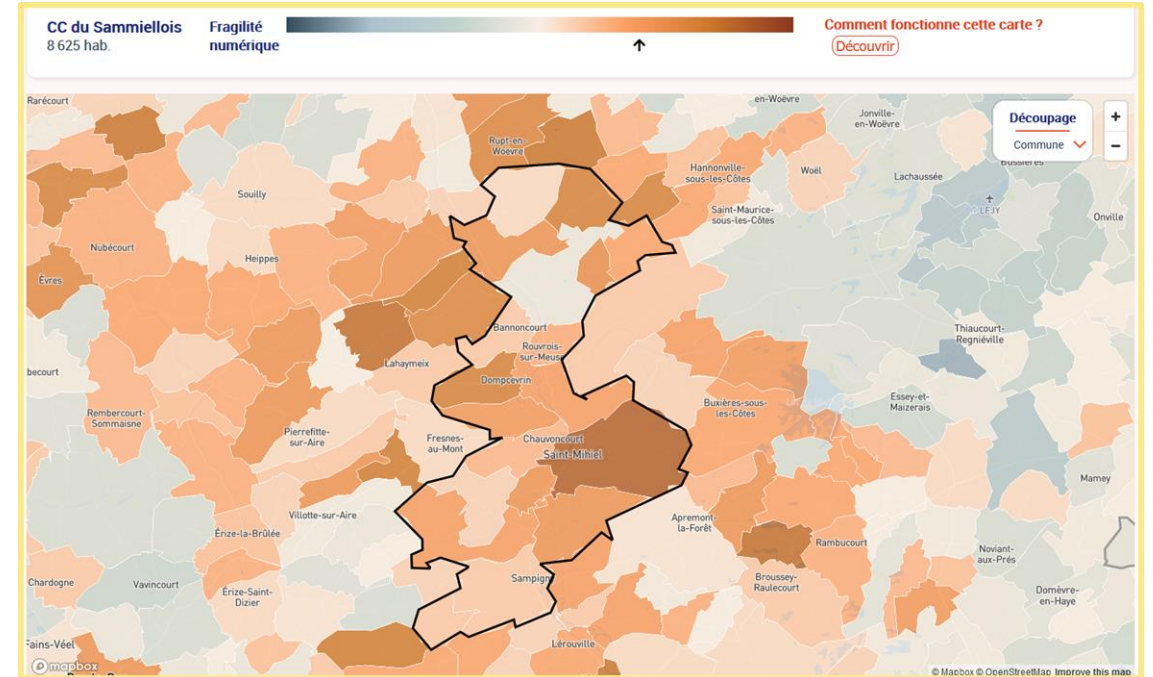 CC du Sammiellois
8 625 hab.
Fragilité
numérique
Comment fonctionne cette carte ?
Découvrir
Découpage
Commune
+
−
Rarécourt
en-Woëvre
Jonville-
en-Woëvre
Rupt-en-
Woëvre
Hannonville-
sous-les-Côtes
Woël
Lachaussée
Bussières
LFJY
Souilly
Saint-Maurice-
sous-les-Côtes
Onville
Nubécourt
Heippes
Èvres
Bannoncourt
Thiaucourt-
Regniéville
Rouvrois-
sur-Meuse
Lahaymeix
becourt
Dompcevrin
Essey-et-
Maizerais
Buxières-sous-
les-Côtes
Rembercourt-
Sommaisne
Pierrefitte-
sur-Aire
Fresnes-
au-Mont
Chauvoncourt
Saint-Mihiel
Mamey
Villotte-sur-Aire
Apremont-
la-Forêt
Érize-la-Brûlée
Rambucourt
Noviant-
aux-Prés
Chardogne
Vavincourt
Sampigny
Broussey-
Raulecourt
Érize-Saint-
Dizier
Domèvre-
en-Haye
Fains-Véel
Lérouville
mapbox
© Mapbox © OpenStreetMap Improve this map